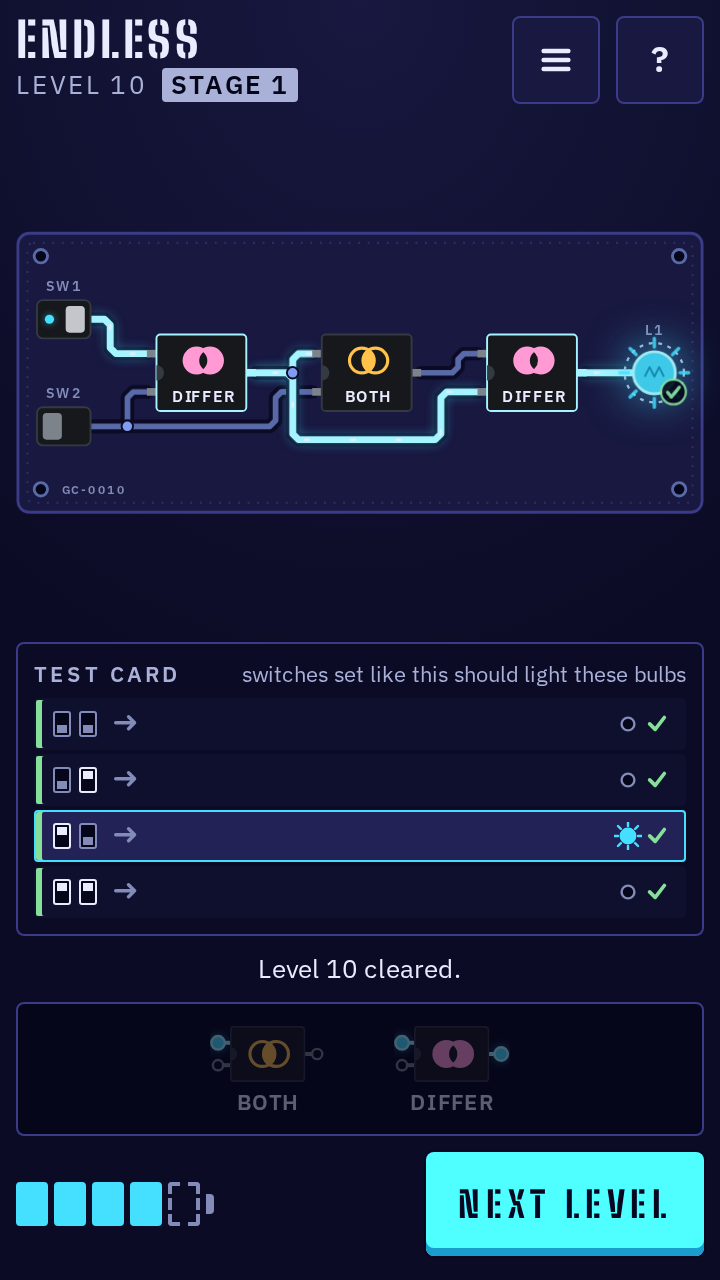 ENDLESS
LEVEL 10 STAGE 1
?
SW1
SW2
DIFFER
BOTH
DIFFER
L1
GC-0010
TEST CARD switches set like this should light these bulbs
Level 10 cleared.
BOTH DIFFER
NEXT LEVEL